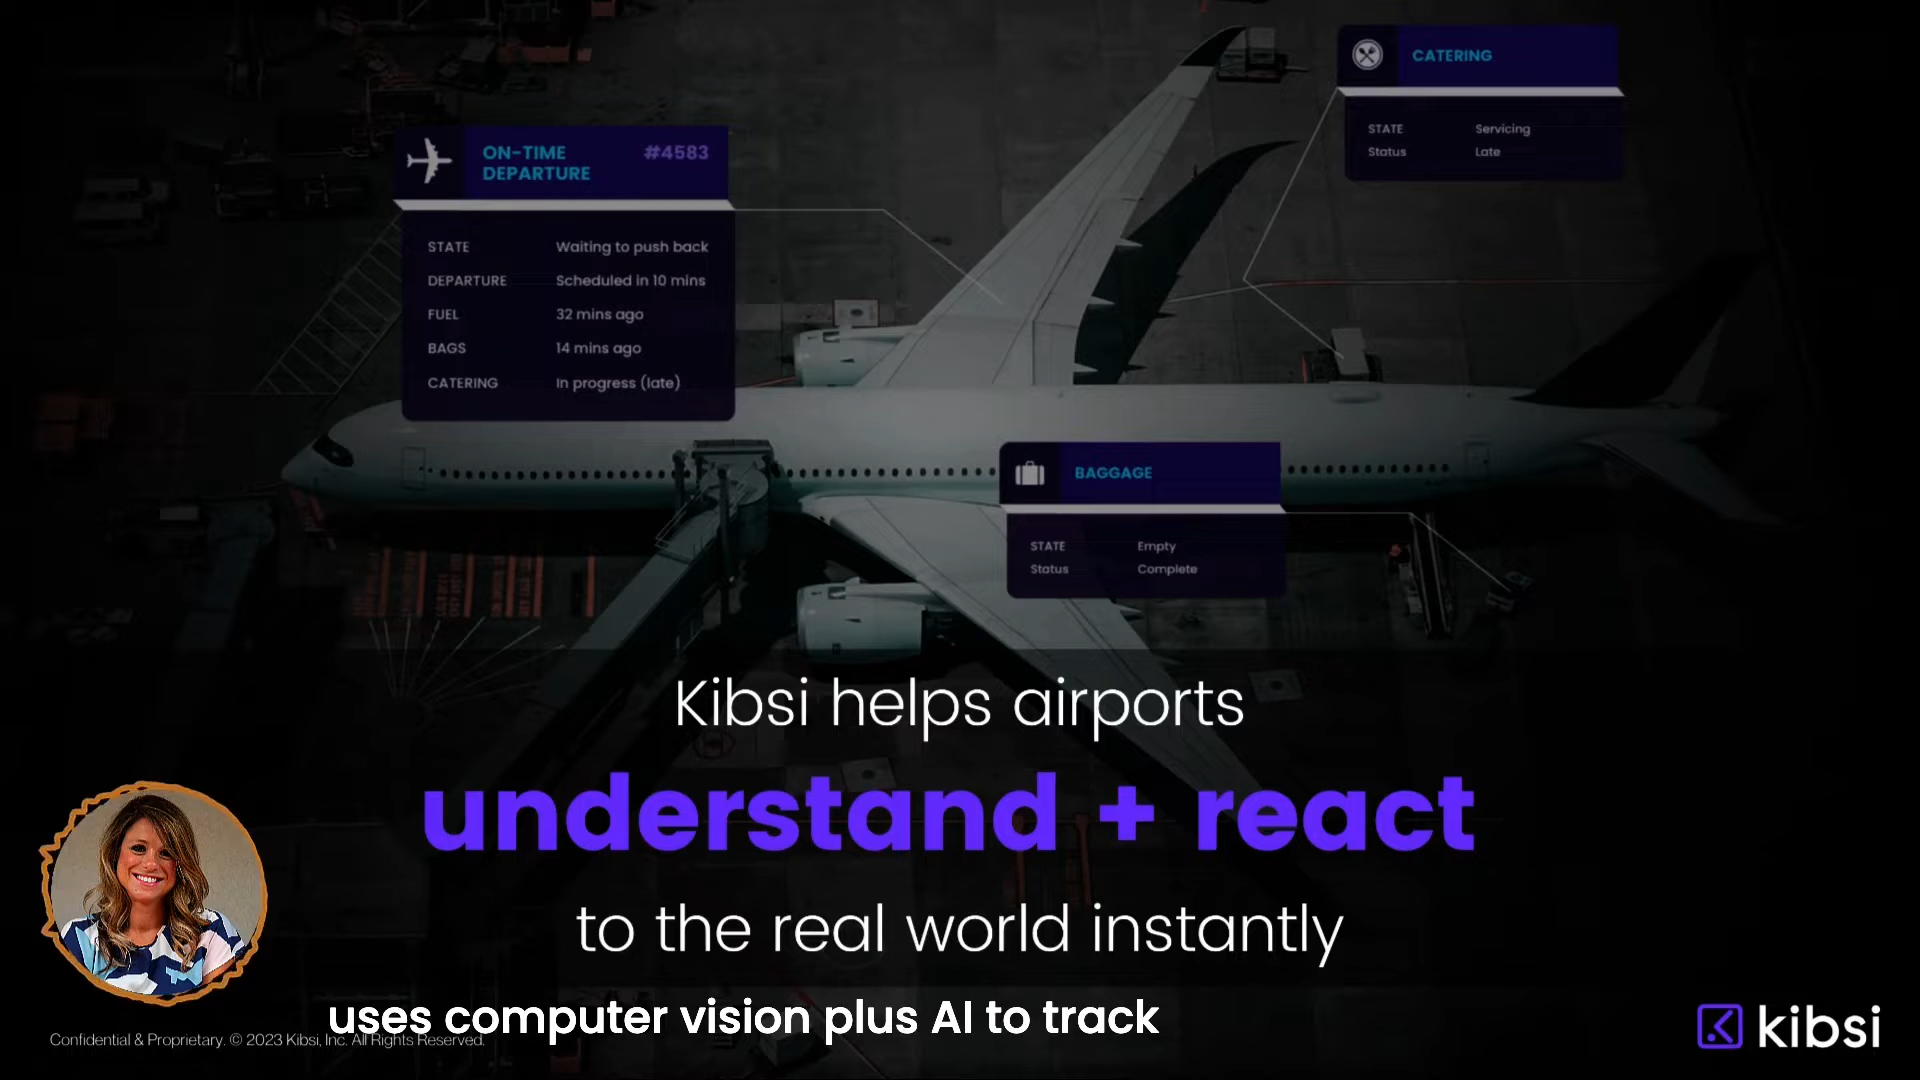 CATERING
STATE Servicing
Status Late
ON-TIME DEPARTURE #4583
STATE Waiting to push back
DEPARTURE Scheduled in 10 mins
FUEL 32 mins ago
BAGS 14 mins ago
CATERING In progress (late)
BAGGAGE
STATE Empty
Status Complete
Kibsi helps airports
understand + react
to the real world instantly
uses computer vision plus AI to track
Confidential & Proprietary. © 2023 Kibsi, Inc. All Rights Reserved.
kibsi